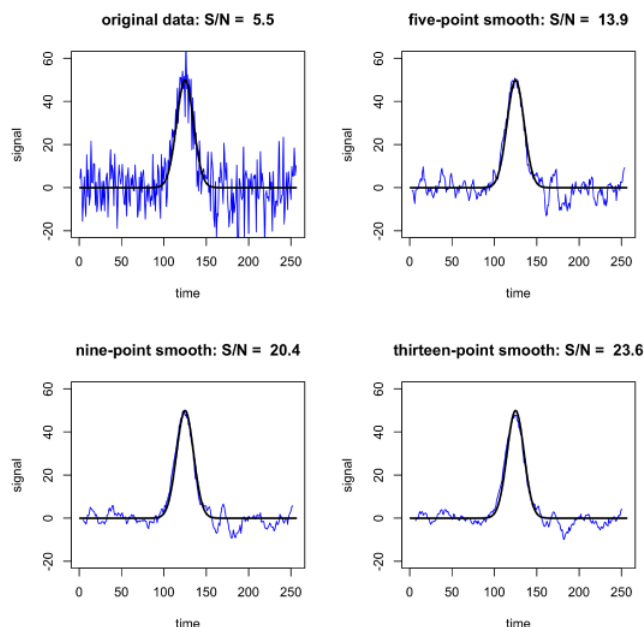 original data: S/N =  5.5
five-point smooth: S/N =  13.9
60
40
20
0
-20
signal
0 50 100 150 200 250
time
60
40
20
0
-20
signal
0 50 100 150 200 250
time
nine-point smooth: S/N =  20.4
thirteen-point smooth: S/N =  23.6
60
40
20
0
-20
signal
0 50 100 150 200 250
time
60
40
20
0
-20
signal
0 50 100 150 200 250
time